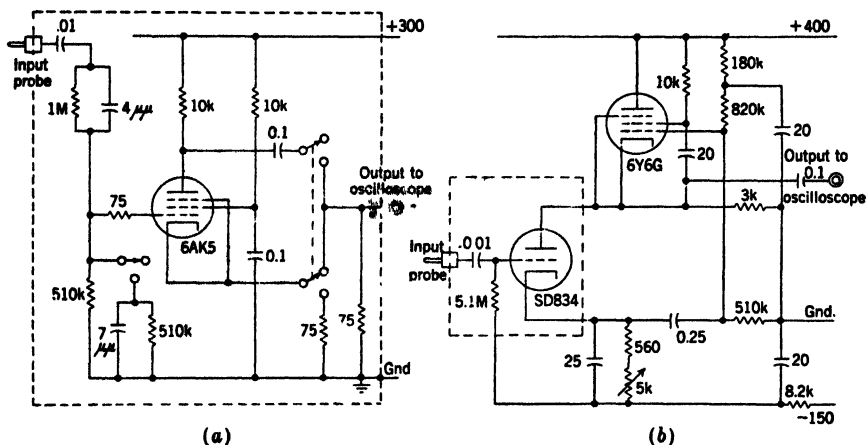 +300
.01
Input
probe
1M
4 μμ
10k
10k
0.1
75
6AK5
0.1
Output to
oscilloscope
510k
7
μμ
510k
75
75
Gnd
(a)
+400
180k
10k
820k
6Y6G
20
20
Output to
0.1
oscilloscope
3k
.001
Input
probe
5.1M
SD834
510k
Gnd.
0.25
560
25
20
5k
8.2k
-150
(b)